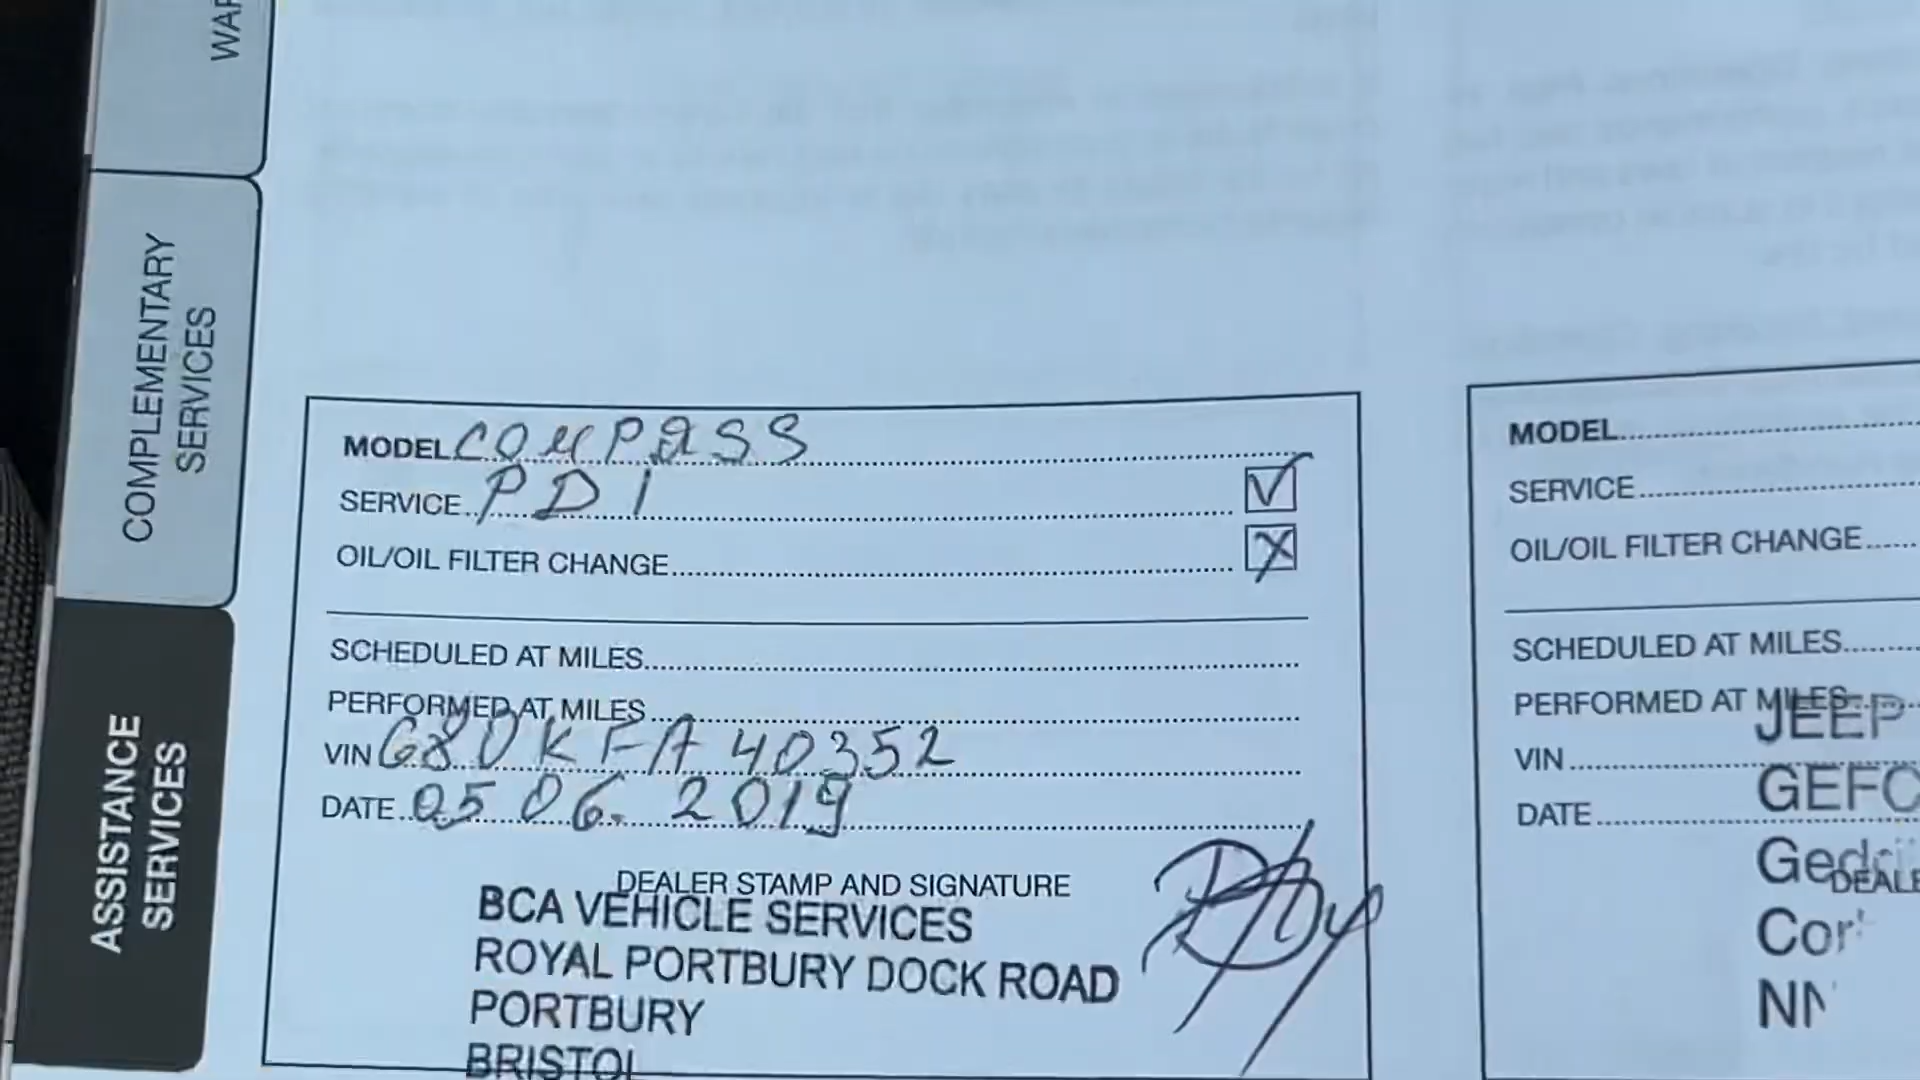 WAR
COMPLEMENTARY
SERVICES
ASSISTANCE
SERVICES
MODEL COMPASS
SERVICE PDI
OIL/OIL FILTER CHANGE
SCHEDULED AT MILES
PERFORMED AT MILES
VIN G80KFA40352
DATE 05 06. 2019
DEALER STAMP AND SIGNATURE
BCA VEHICLE SERVICES
ROYAL PORTBURY DOCK ROAD
PORTBURY
BRISTOL
MODEL
SERVICE
OIL/OIL FILTER CHANGE
SCHEDULED AT MILES
PERFORMED AT MILES
JEEP
VIN
GEFC
DATE
DEALE